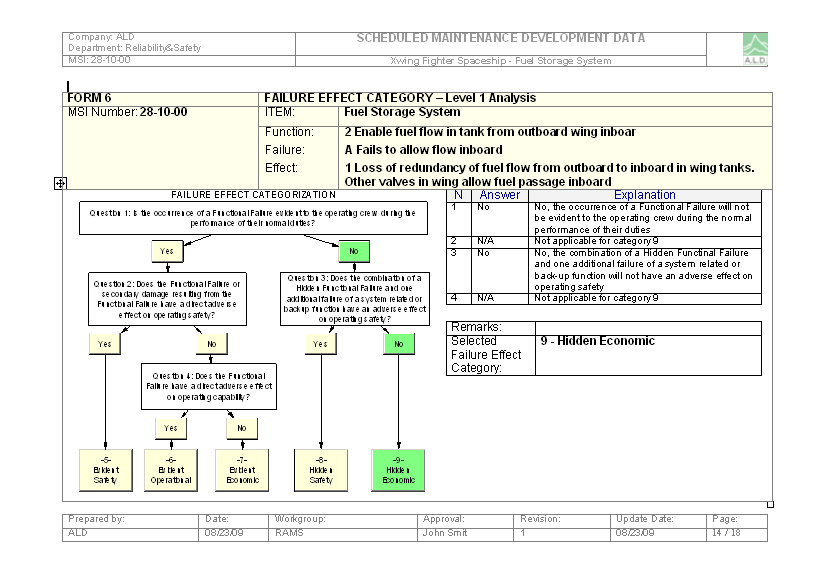 Company: ALD
Department: Reliability&Safety
MSI: 28-10-00
SCHEDULED MAINTENANCE DEVELOPMENT DATA
Xwing Fighter Spaceship - Fuel Storage System
A.L.D.
FORM 6
FAILURE EFFECT CATEGORY – Level 1 Analysis
MSI Number: 28-10-00
ITEM: Fuel Storage System
Function: 2 Enable fuel flow in tank from outboard wing inboar
Failure: A Fails to allow flow inboard
Effect: 1 Loss of redundancy of fuel flow from outboard to inboard in wing tanks.
Other valves in wing allow fuel passage inboard
FAILURE EFFECT CATEGORIZATION
Question 1: Is the occurrence of a Functional Failure evident to the operating crew during the
performance of their normal duties?
Yes
No
Question 2: Does the Functional Failure or
secondary damage resulting from the
Functional Failure have a direct adverse
effect on operating safety?
Question 3: Does the combination of a
Hidden Functional Failure and one
additional failure of a system related or
backup function have an adverse effect
on operating safety?
Yes
No
Yes
No
Question 4: Does the Functional
Failure have a direct adverse effect
on operating capability?
Yes
No
-5-
Evident
Safety
-6-
Evident
Operational
-7-
Evident
Economic
-8-
Hidden
Safety
-9-
Hidden
Economic
N Answer Explanation
1 No No, the occurrence of a Functional Failure will not
be evident to the operating crew during the normal
performance of their duties
2 N/A Not applicable for category 9
3 No No, the combination of a Hidden Functinal Failure
and one additional failure of a system related or
back-up function will not have an adverse effect on
operating safety
4 N/A Not applicable for category 9
Remarks:
Selected
Failure Effect
Category:
9 - Hidden Economic
Prepared by: Date: Workgroup: Approval: Revision: Update Date: Page:
ALD 08/23/09 RAMS John Smit 1 08/23/09 14 / 18